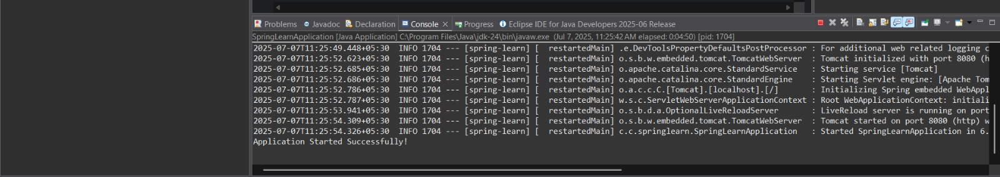 Problems Javadoc Declaration Console Progress Eclipse IDE for Java Developers 2025-06 Release
SpringLearnApplication [Java Application] C:\Program Files\Java\jdk-24\bin\javaw.exe (Jul 7, 2025, 11:25:42 AM elapsed: 0:04:50) [pid: 1704]
2025-07-07T11:25:49.448+05:30  INFO 1704 --- [spring-learn] [  restartedMain] .e.DevToolsPropertyDefaultsPostProcessor : For additional web related logging c
2025-07-07T11:25:52.623+05:30  INFO 1704 --- [spring-learn] [  restartedMain] o.s.b.w.embedded.tomcat.TomcatWebServer  : Tomcat initialized with port 8080 (h
2025-07-07T11:25:52.685+05:30  INFO 1704 --- [spring-learn] [  restartedMain] o.apache.catalina.core.StandardService   : Starting service [Tomcat]
2025-07-07T11:25:52.686+05:30  INFO 1704 --- [spring-learn] [  restartedMain] o.apache.catalina.core.StandardEngine    : Starting Servlet engine: [Apache Tom
2025-07-07T11:25:52.786+05:30  INFO 1704 --- [spring-learn] [  restartedMain] o.a.c.c.C.[Tomcat].[localhost].[/]       : Initializing Spring embedded WebAppl
2025-07-07T11:25:52.787+05:30  INFO 1704 --- [spring-learn] [  restartedMain] w.s.c.ServletWebServerApplicationContext : Root WebApplicationContext: initiali
2025-07-07T11:25:53.941+05:30  INFO 1704 --- [spring-learn] [  restartedMain] o.s.b.d.a.OptionalLiveReloadServer       : LiveReload server is running on port
2025-07-07T11:25:54.309+05:30  INFO 1704 --- [spring-learn] [  restartedMain] o.s.b.w.embedded.tomcat.TomcatWebServer  : Tomcat started on port 8080 (http) w
2025-07-07T11:25:54.326+05:30  INFO 1704 --- [spring-learn] [  restartedMain] c.c.springlearn.SpringLearnApplication   : Started SpringLearnApplication in 6.
Application Started Successfully!